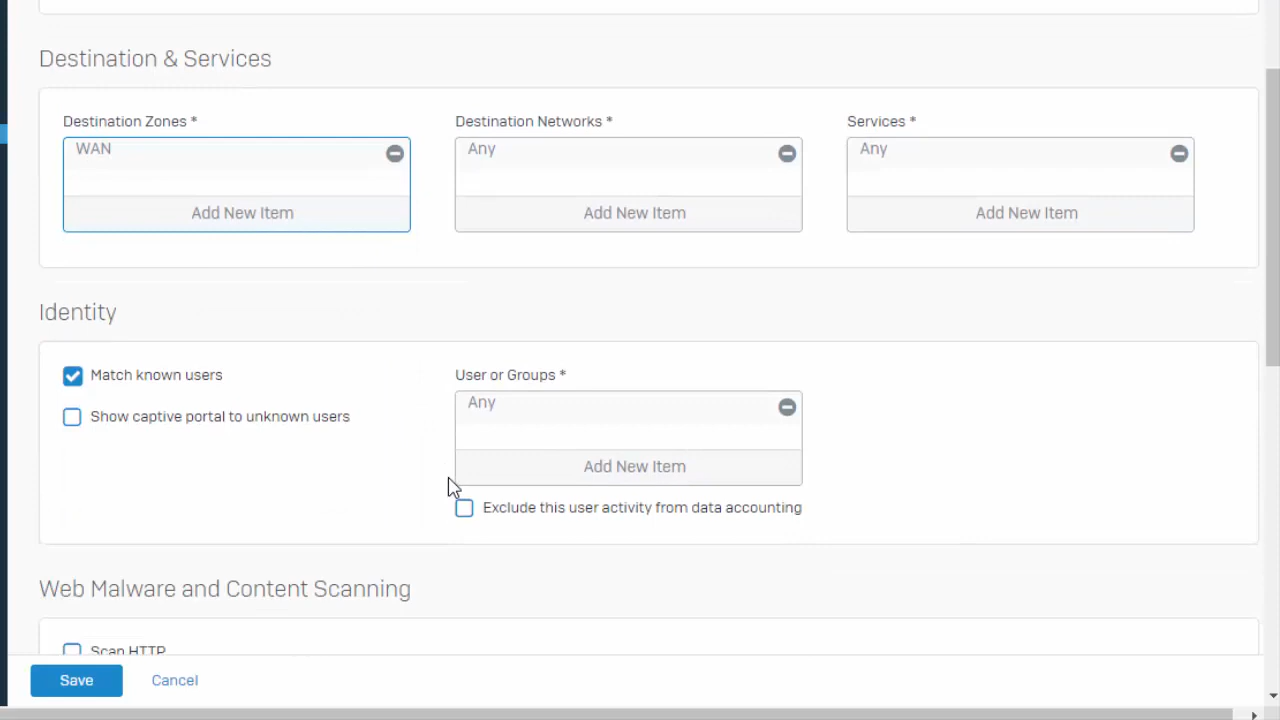 Destination & Services
Destination Zones *
Destination Networks *
Services *
WAN
Any
Any
Add New Item
Add New Item
Add New Item
Identity
Match known users
User or Groups *
Any
Show captive portal to unknown users
Add New Item
Exclude this user activity from data accounting
Web Malware and Content Scanning
Scan HTTP
Save
Cancel